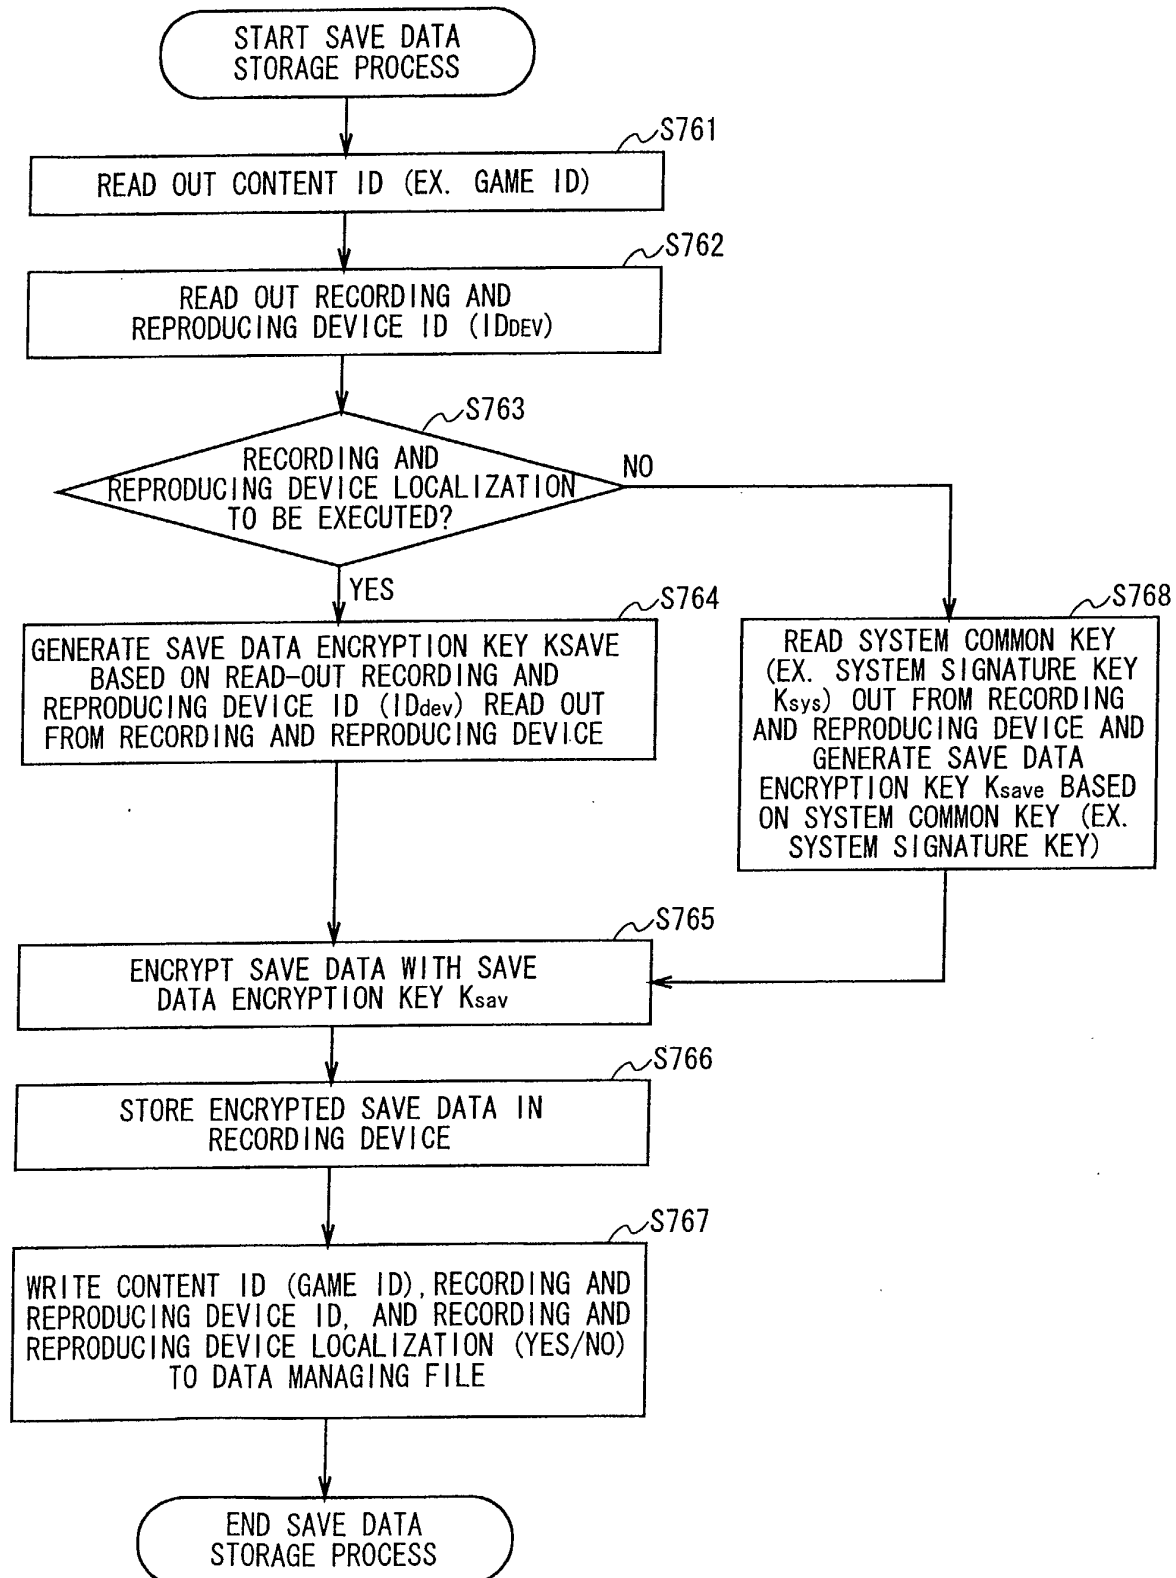 START SAVE DATA
STORAGE PROCESS
S761
READ OUT CONTENT ID (EX. GAME ID)
S762
READ OUT RECORDING AND
REPRODUCING DEVICE ID (IDDEV)
S763
RECORDING AND
REPRODUCING DEVICE LOCALIZATION
TO BE EXECUTED?
NO
YES
S764
GENERATE SAVE DATA ENCRYPTION KEY KSAVE
BASED ON READ-OUT RECORDING AND
REPRODUCING DEVICE ID (IDdev) READ OUT
FROM RECORDING AND REPRODUCING DEVICE
S768
READ SYSTEM COMMON KEY
(EX. SYSTEM SIGNATURE KEY
Ksys) OUT FROM RECORDING
AND REPRODUCING DEVICE AND
GENERATE SAVE DATA
ENCRYPTION KEY Ksave BASED
ON SYSTEM COMMON KEY (EX.
SYSTEM SIGNATURE KEY)
S765
ENCRYPT SAVE DATA WITH SAVE
DATA ENCRYPTION KEY Ksav
S766
STORE ENCRYPTED SAVE DATA IN
RECORDING DEVICE
S767
WRITE CONTENT ID (GAME ID), RECORDING AND
REPRODUCING DEVICE ID, AND RECORDING AND
REPRODUCING DEVICE LOCALIZATION (YES/NO)
TO DATA MANAGING FILE
END SAVE DATA
STORAGE PROCESS